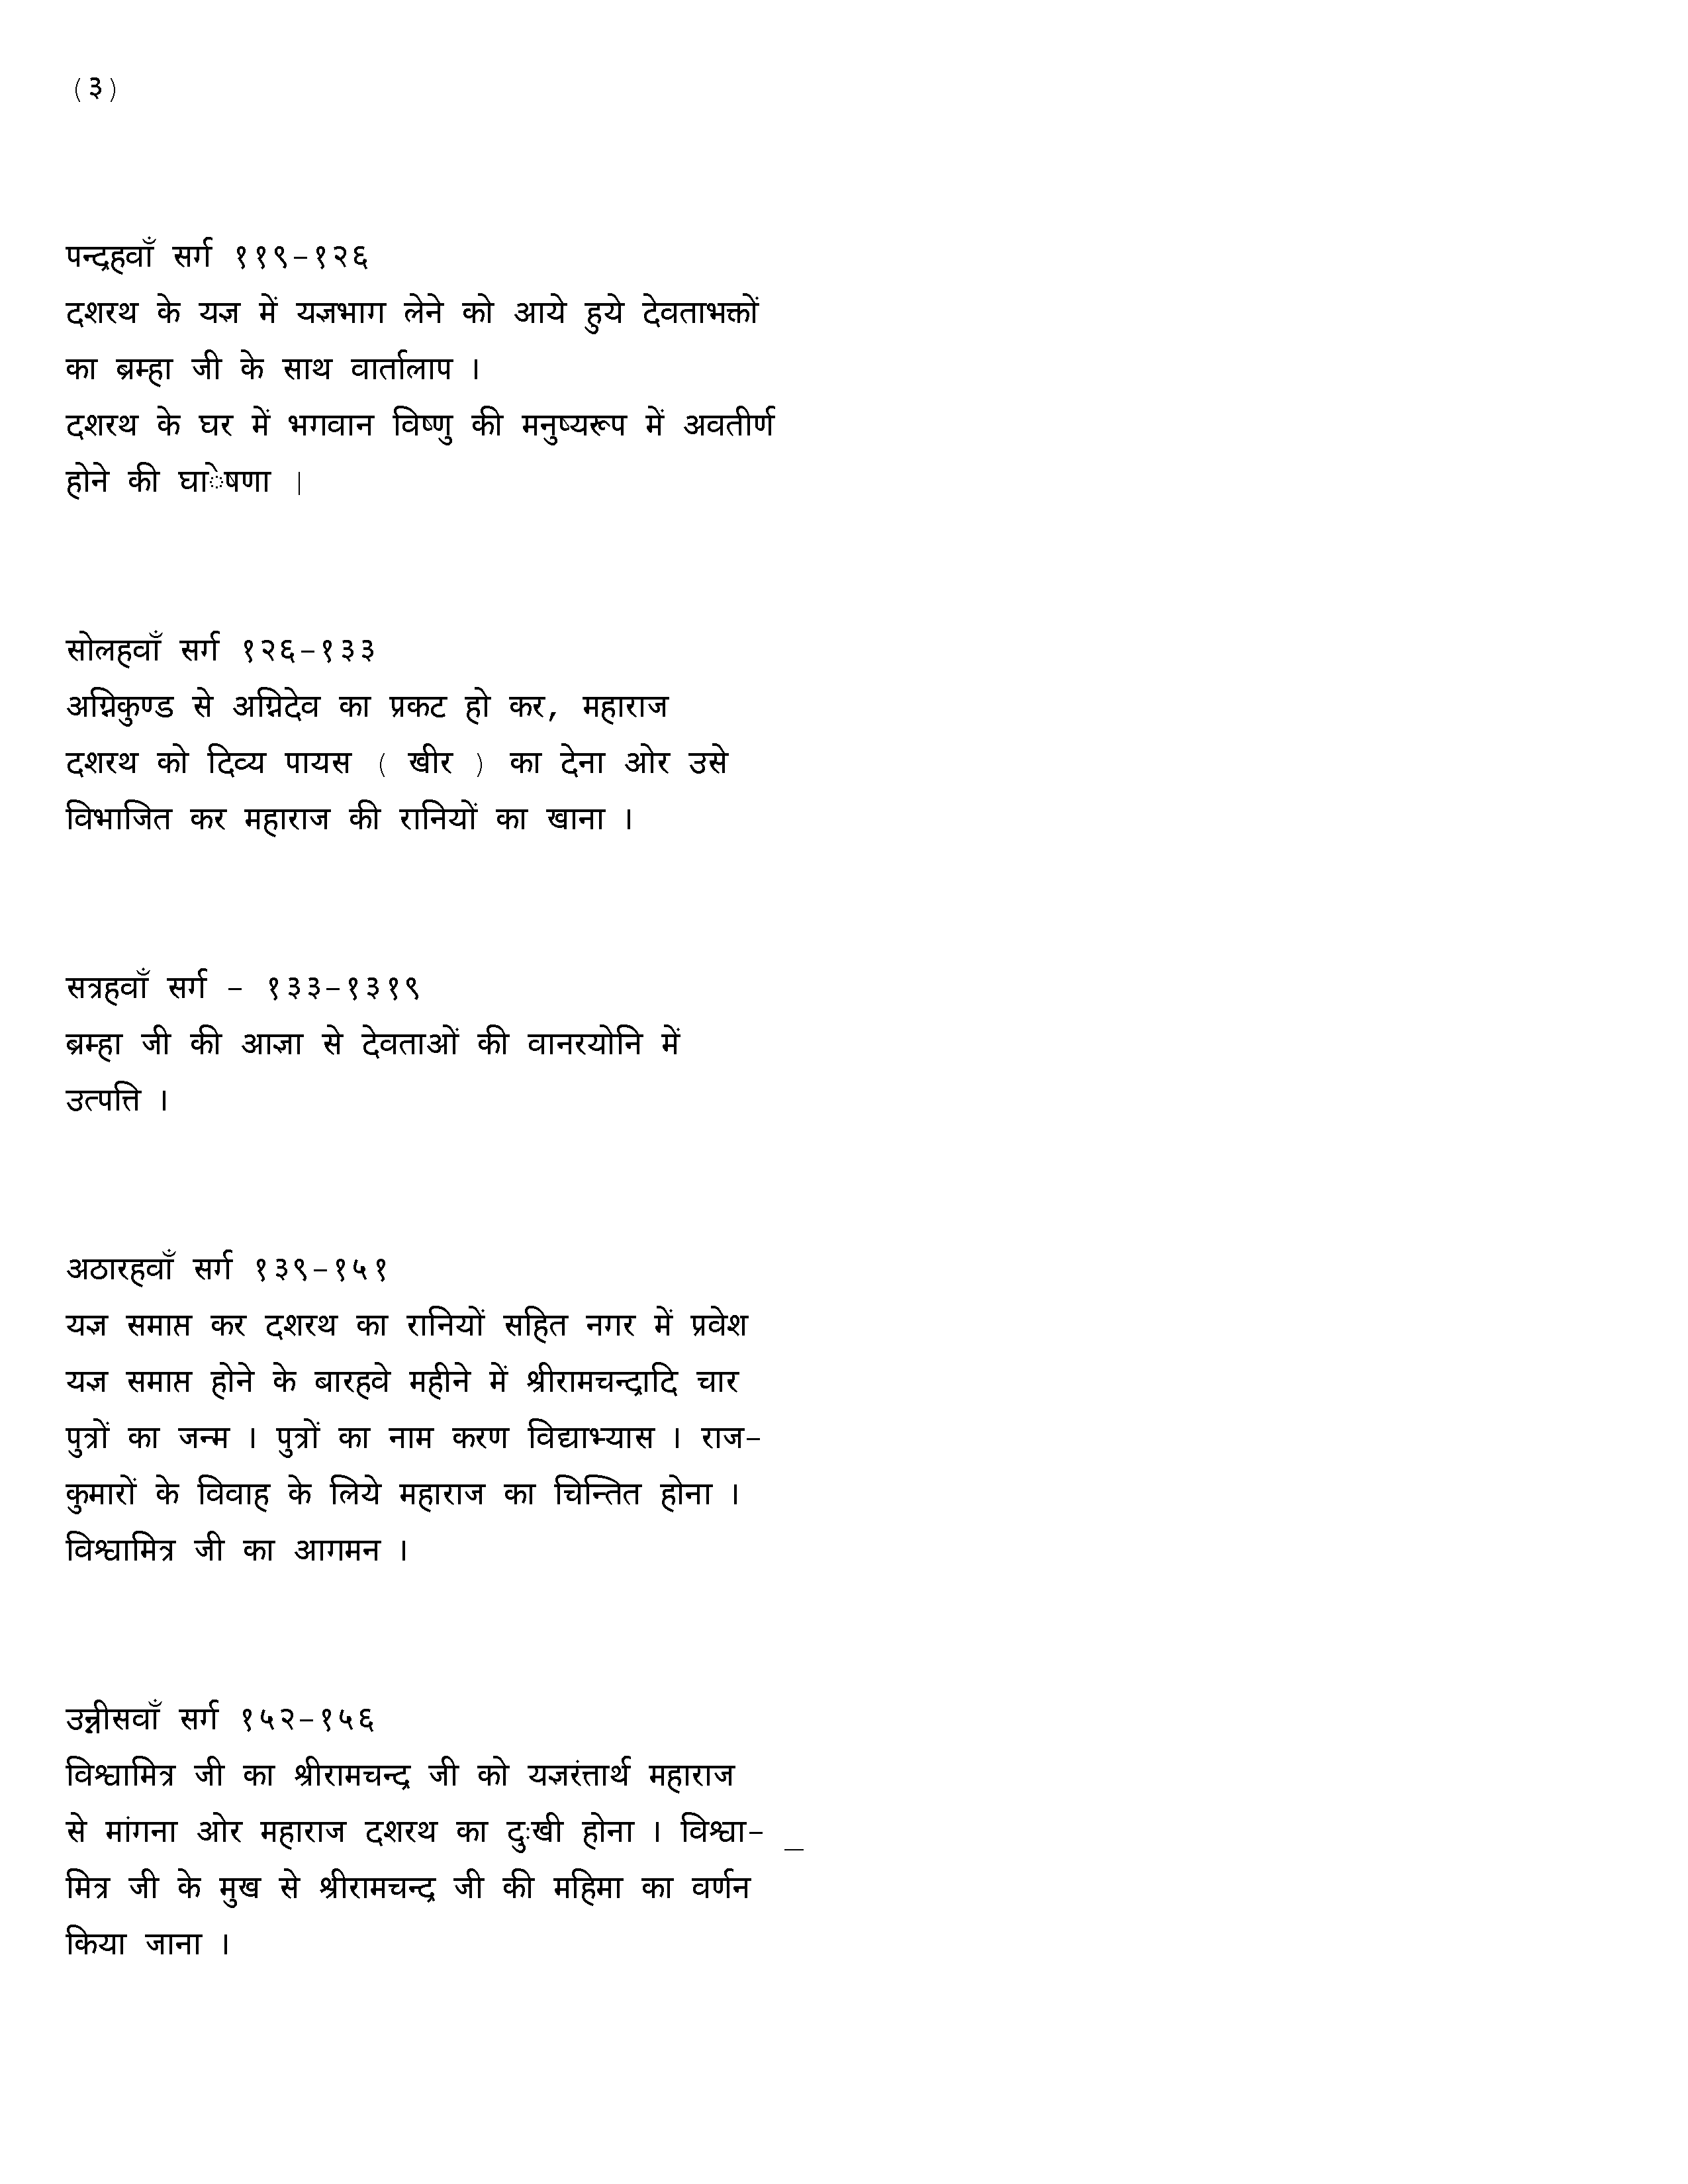 (३)
पन्द्रहवाँ सर्ग ११९-१२६
दशरथ के यज्ञ में यज्ञभाग लेने को आये हुये देवताभक्तों
का ब्रम्हा जी के साथ वार्तालाप ।
दशरथ के घर में भगवान विष्णु की मनुष्यरूप में अवतीर्ण
होने की घाेषणा |
सोलहवाँ सर्ग १२६-१३३
अग्निकुण्ड से अग्निदेव का प्रकट हो कर, महाराज
दशरथ को दिव्य पायस ( खीर ) का देना ओर उसे
विभाजित कर महाराज की रानियों का खाना ।
सत्रहवाँ सर्ग - १३३-१३१९
ब्रम्हा जी की आज्ञा से देवताओं की वानरयोनि में
उत्पत्ति ।
अठारहवाँ सर्ग १३९-१५१
यज्ञ समाप्त कर दशरथ का रानियों सहित नगर में प्रवेश
यज्ञ समाप्त होने के बारहवे महीने में श्रीरामचन्द्रादि चार
पुत्रों का जन्म । पुत्रों का नाम करण विद्याभ्यास । राज-
कुमारों के विवाह के लिये महाराज का चिन्तित होना ।
विश्वामित्र जी का आगमन ।
उन्नीसवाँ सर्ग १५२-१५६
विश्वामित्र जी का श्रीरामचन्द्र जी को यज्ञरंत्तार्थ महाराज
से मांगना ओर महाराज दशरथ का दुःखी होना । विश्वा- _
मित्र जी के मुख से श्रीरामचन्द्र जी की महिमा का वर्णन
किया जाना ।